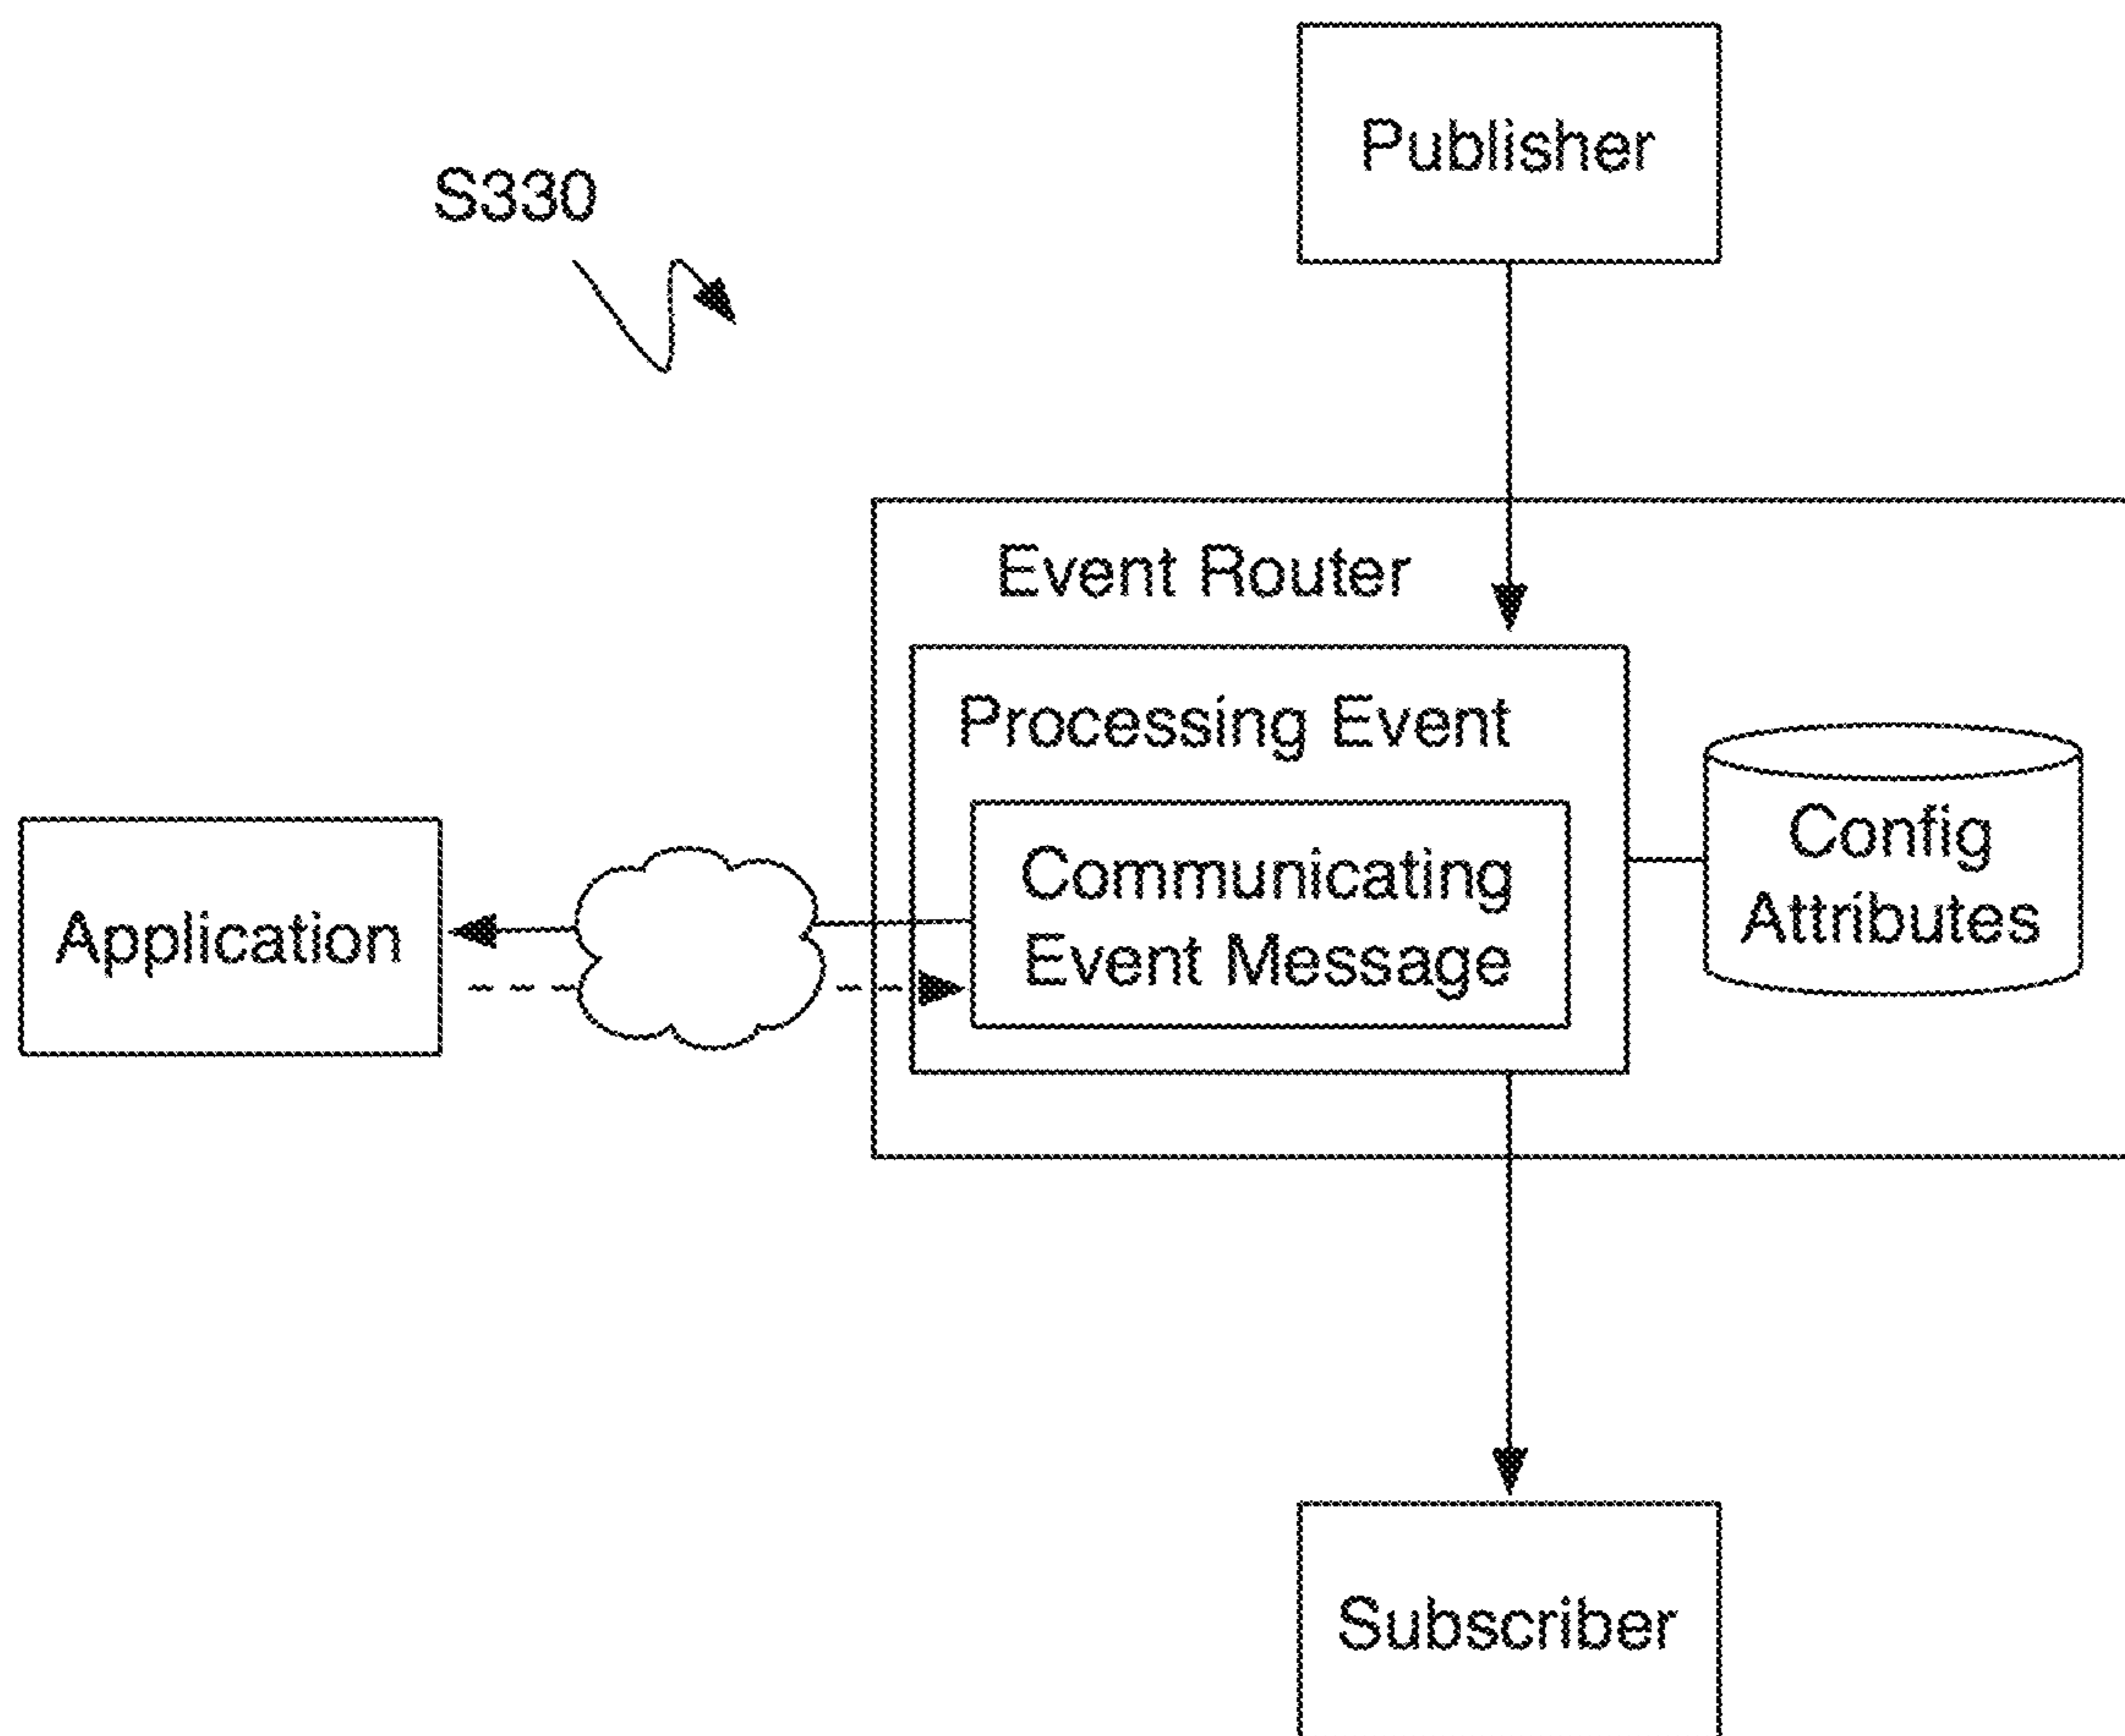 Publisher
S330
Event Router
Processing Event
Config
Attributes
Communicating
Event Message
Application
Subscriber